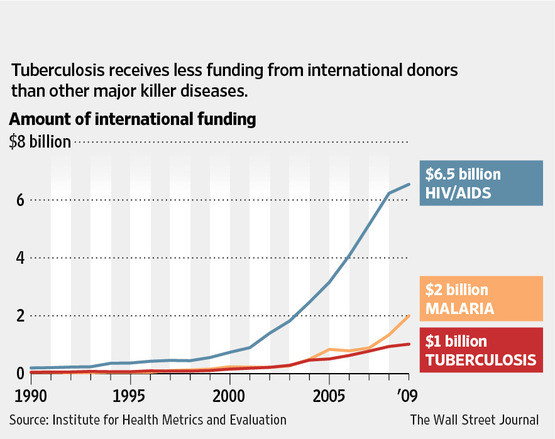 Tuberculosis receives less funding from international donors
than other major killer diseases.
Amount of international funding
$8 billion
6
4
2
0
$6.5 billion
HIV/AIDS
$2 billion
MALARIA
$1 billion
TUBERCULOSIS
1990 1995 2000 2005 '09
Source: Institute for Health Metrics and Evaluation The Wall Street Journal